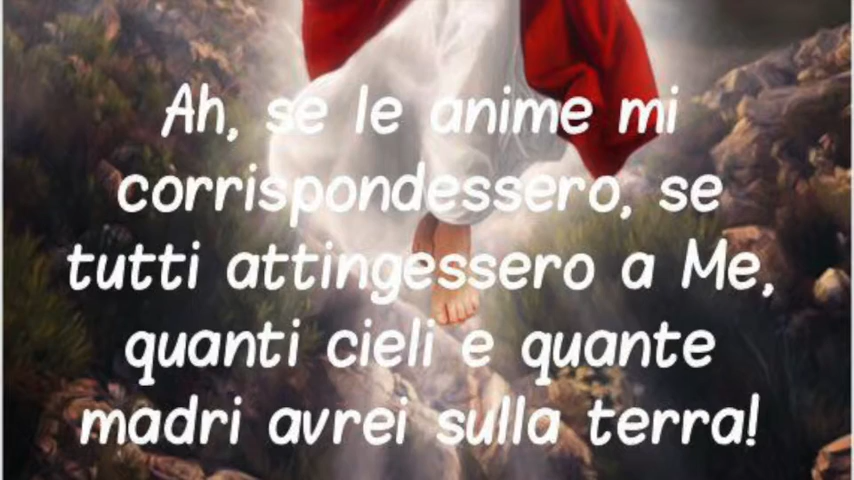 Ah, se le anime mi
corrispondessero, se
tutti attingessero a Me,
quanti cieli e quante
madri avrei sulla terra!